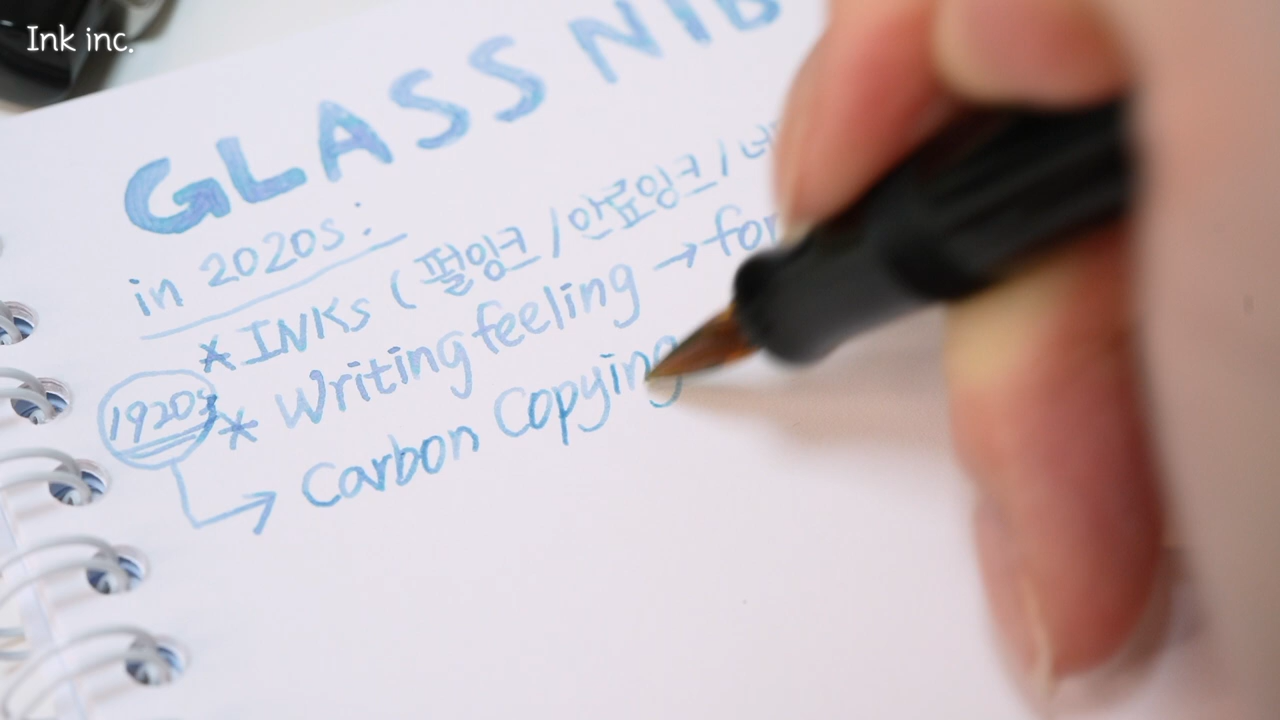 Ink inc.
GLASS NIB
in 2020s:
* INKs (펄잉크 / 안료잉크 /
* Writing feeling → for
1920s
→ Carbon Copying